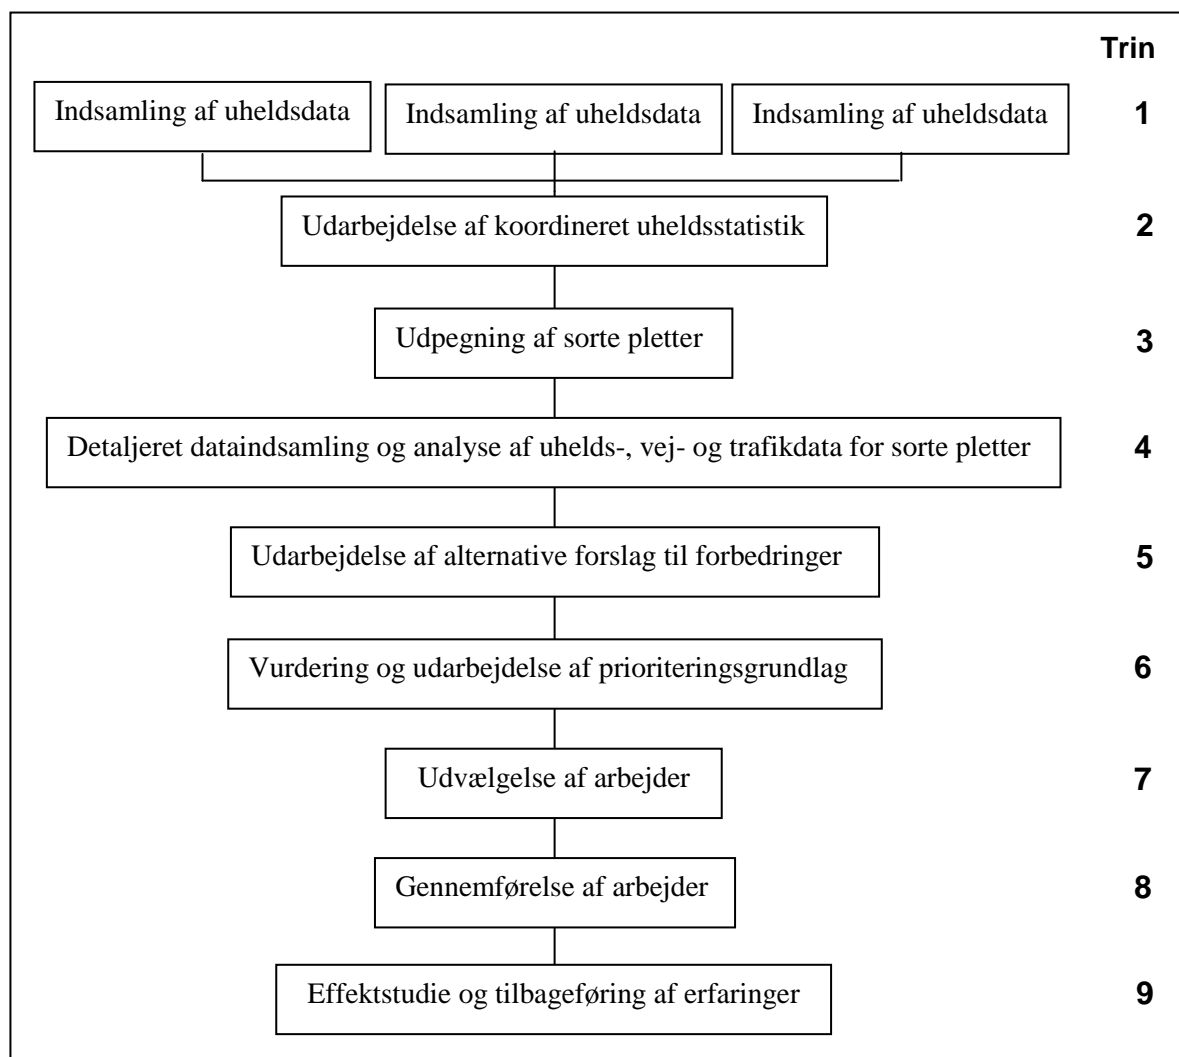 Trin
Indsamling af uheldsdata
Indsamling af uheldsdata
Indsamling af uheldsdata
1
Udarbejdelse af koordineret uheldsstatistik
2
Udpegning af sorte pletter
3
Detaljeret dataindsamling og analyse af uhelds-, vej- og trafikdata for sorte pletter
4
Udarbejdelse af alternative forslag til forbedringer
5
Vurdering og udarbejdelse af prioriteringsgrundlag
6
Udvælgelse af arbejder
7
Gennemførelse af arbejder
8
Effektstudie og tilbageføring af erfaringer
9